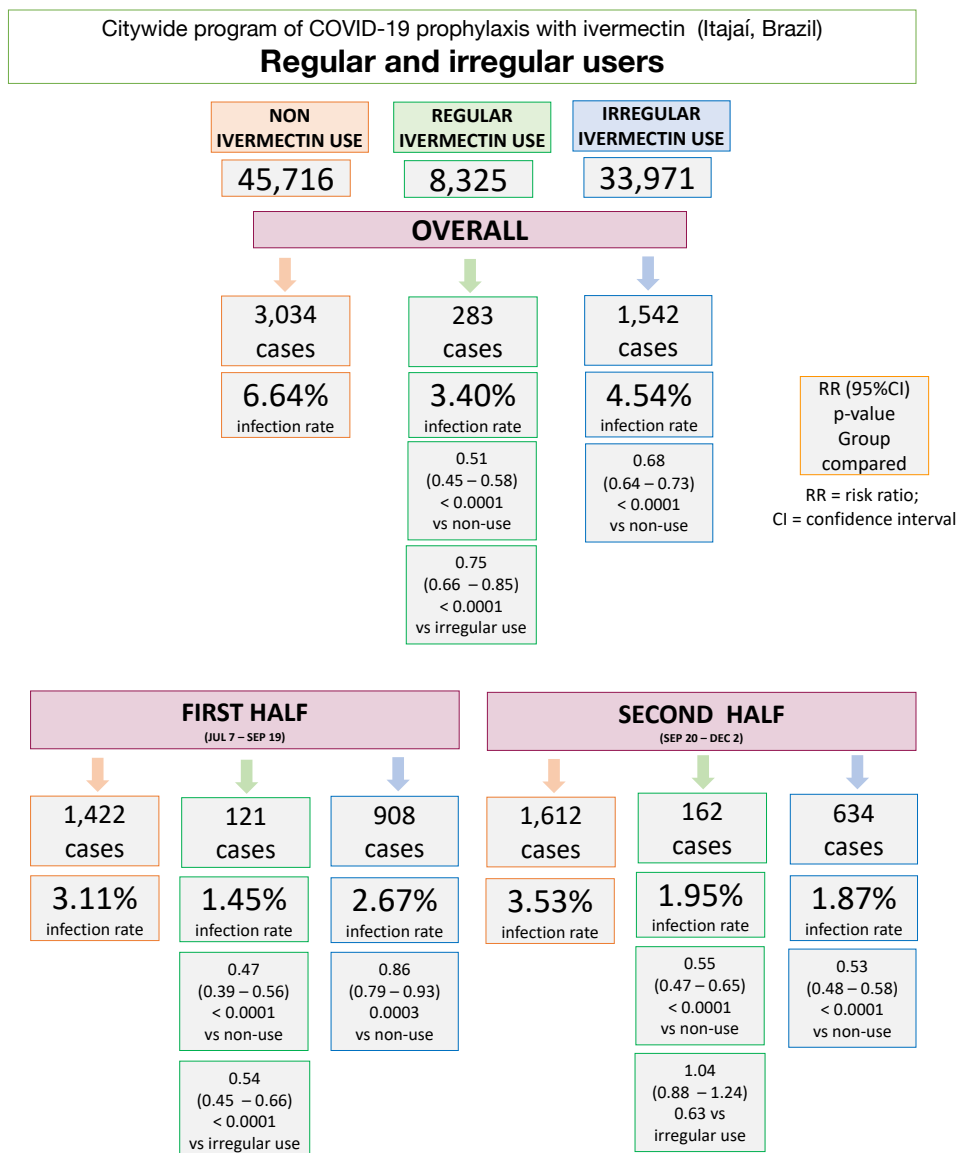 Citywide program of COVID-19 prophylaxis with ivermectin (Itajaí, Brazil)
Regular and irregular users
NON
IVERMECTIN USE
45,716
REGULAR
IVERMECTIN USE
8,325
IRREGULAR
IVERMECTIN USE
33,971
OVERALL
3,034
cases
6.64%
infection rate
283
cases
3.40%
infection rate
0.51
(0.45 – 0.58)
< 0.0001
vs non-use
0.75
(0.66 – 0.85)
< 0.0001
vs irregular use
1,542
cases
4.54%
infection rate
0.68
(0.64 – 0.73)
< 0.0001
vs non-use
RR (95%CI)
p-value
Group
compared
RR = risk ratio;
CI = confidence interval
FIRST HALF
(JUL 7 – SEP 19)
1,422
cases
3.11%
infection rate
121
cases
1.45%
infection rate
0.47
(0.39 – 0.56)
< 0.0001
vs non-use
0.54
(0.45 – 0.66)
< 0.0001
vs irregular use
908
cases
2.67%
infection rate
0.86
(0.79 – 0.93)
0.0003
vs non-use
SECOND HALF
(SEP 20 – DEC 2)
1,612
cases
3.53%
infection rate
162
cases
1.95%
infection rate
0.55
(0.47 – 0.65)
< 0.0001
vs non-use
1.04
(0.88 – 1.24)
0.63 vs
irregular use
634
cases
1.87%
infection rate
0.53
(0.48 – 0.58)
< 0.0001
vs non-use